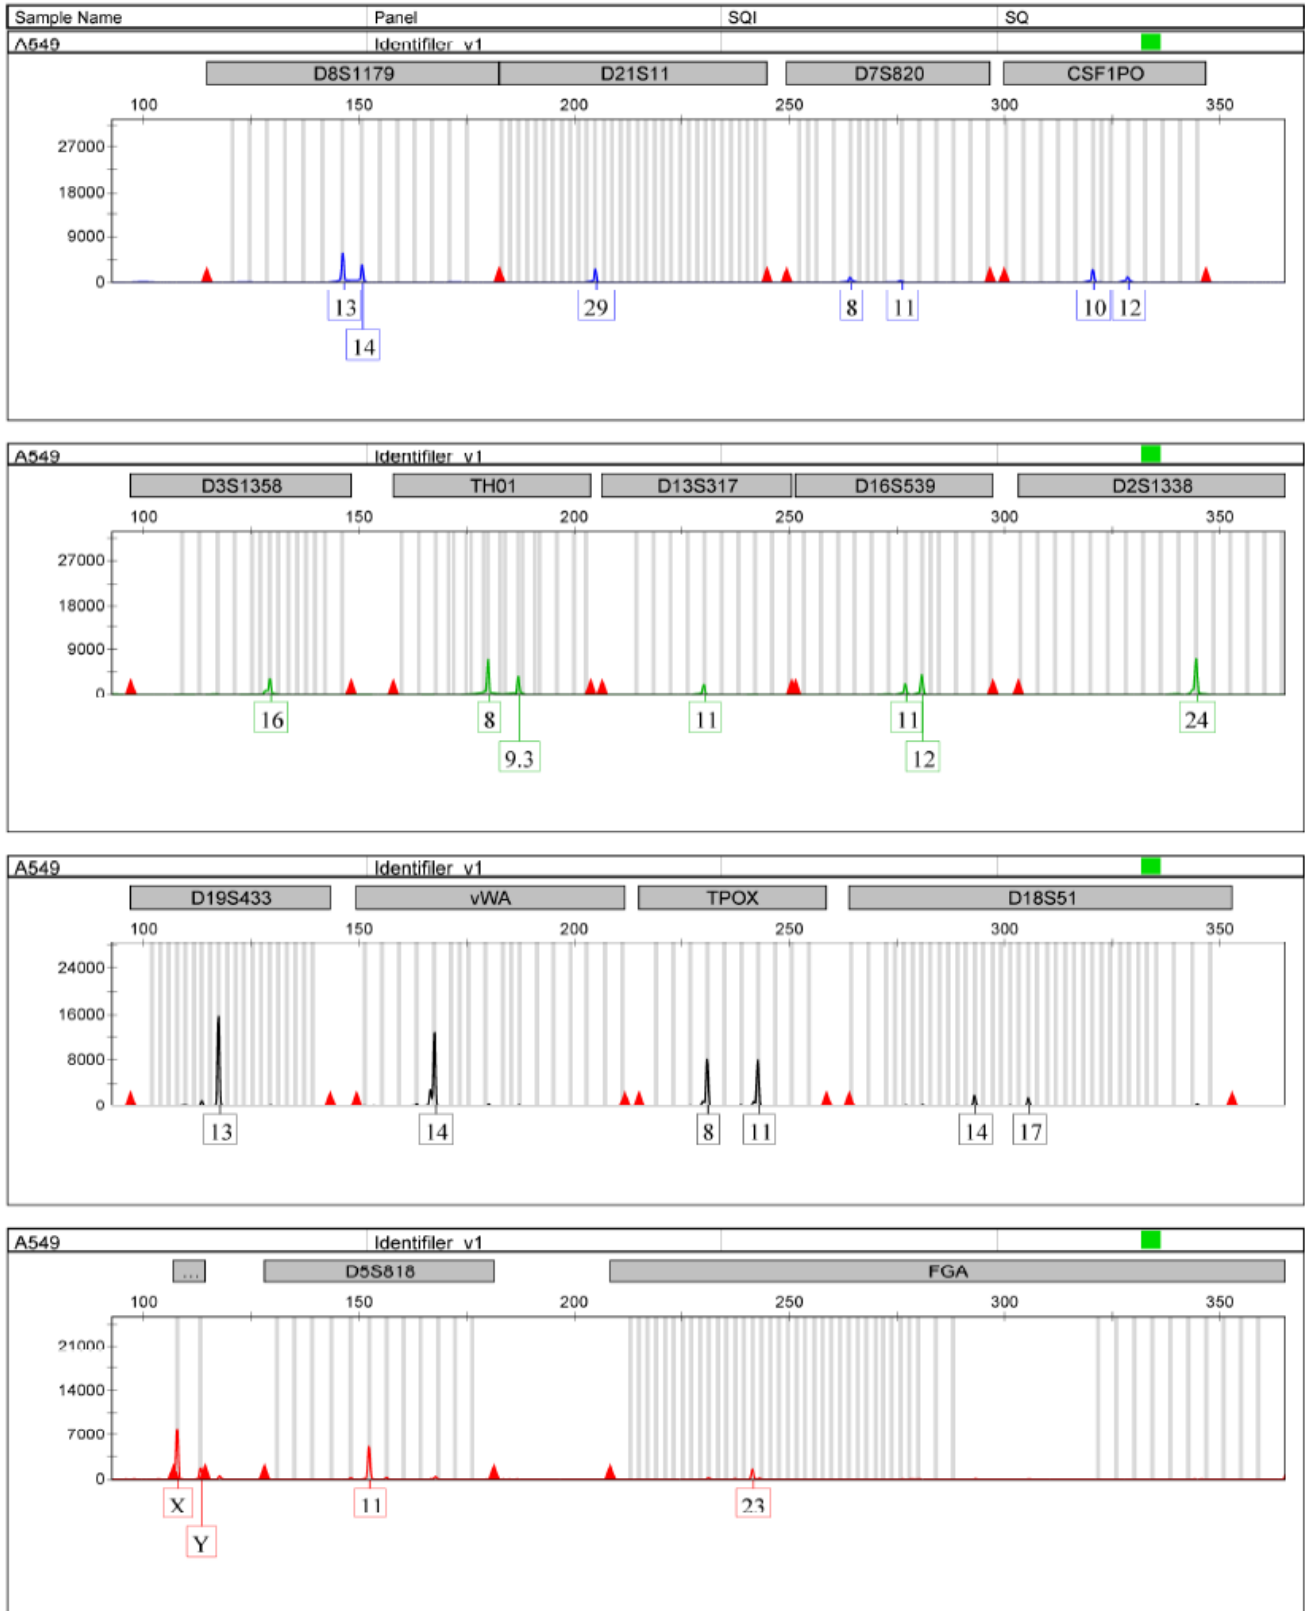 Sample Name Panel SQI SQ
A549 Identifiler_v1
D8S1179 D21S11 D7S820 CSF1PO
100 150 200 250 300 350
27000
18000
9000
0
13 29 8 11 10 12
14
A549 Identifiler_v1
D3S1358 TH01 D13S317 D16S539 D2S1338
100 150 200 250 300 350
27000
18000
9000
0
16 8 11 11 24
9.3 12
A549 Identifiler_v1
D19S433 vWA TPOX D18S51
100 150 200 250 300 350
24000
16000
8000
0
13 14 8 11 14 17
A549 Identifiler_v1
... D5S818 FGA
100 150 200 250 300 350
21000
14000
7000
0
X 11 23
Y